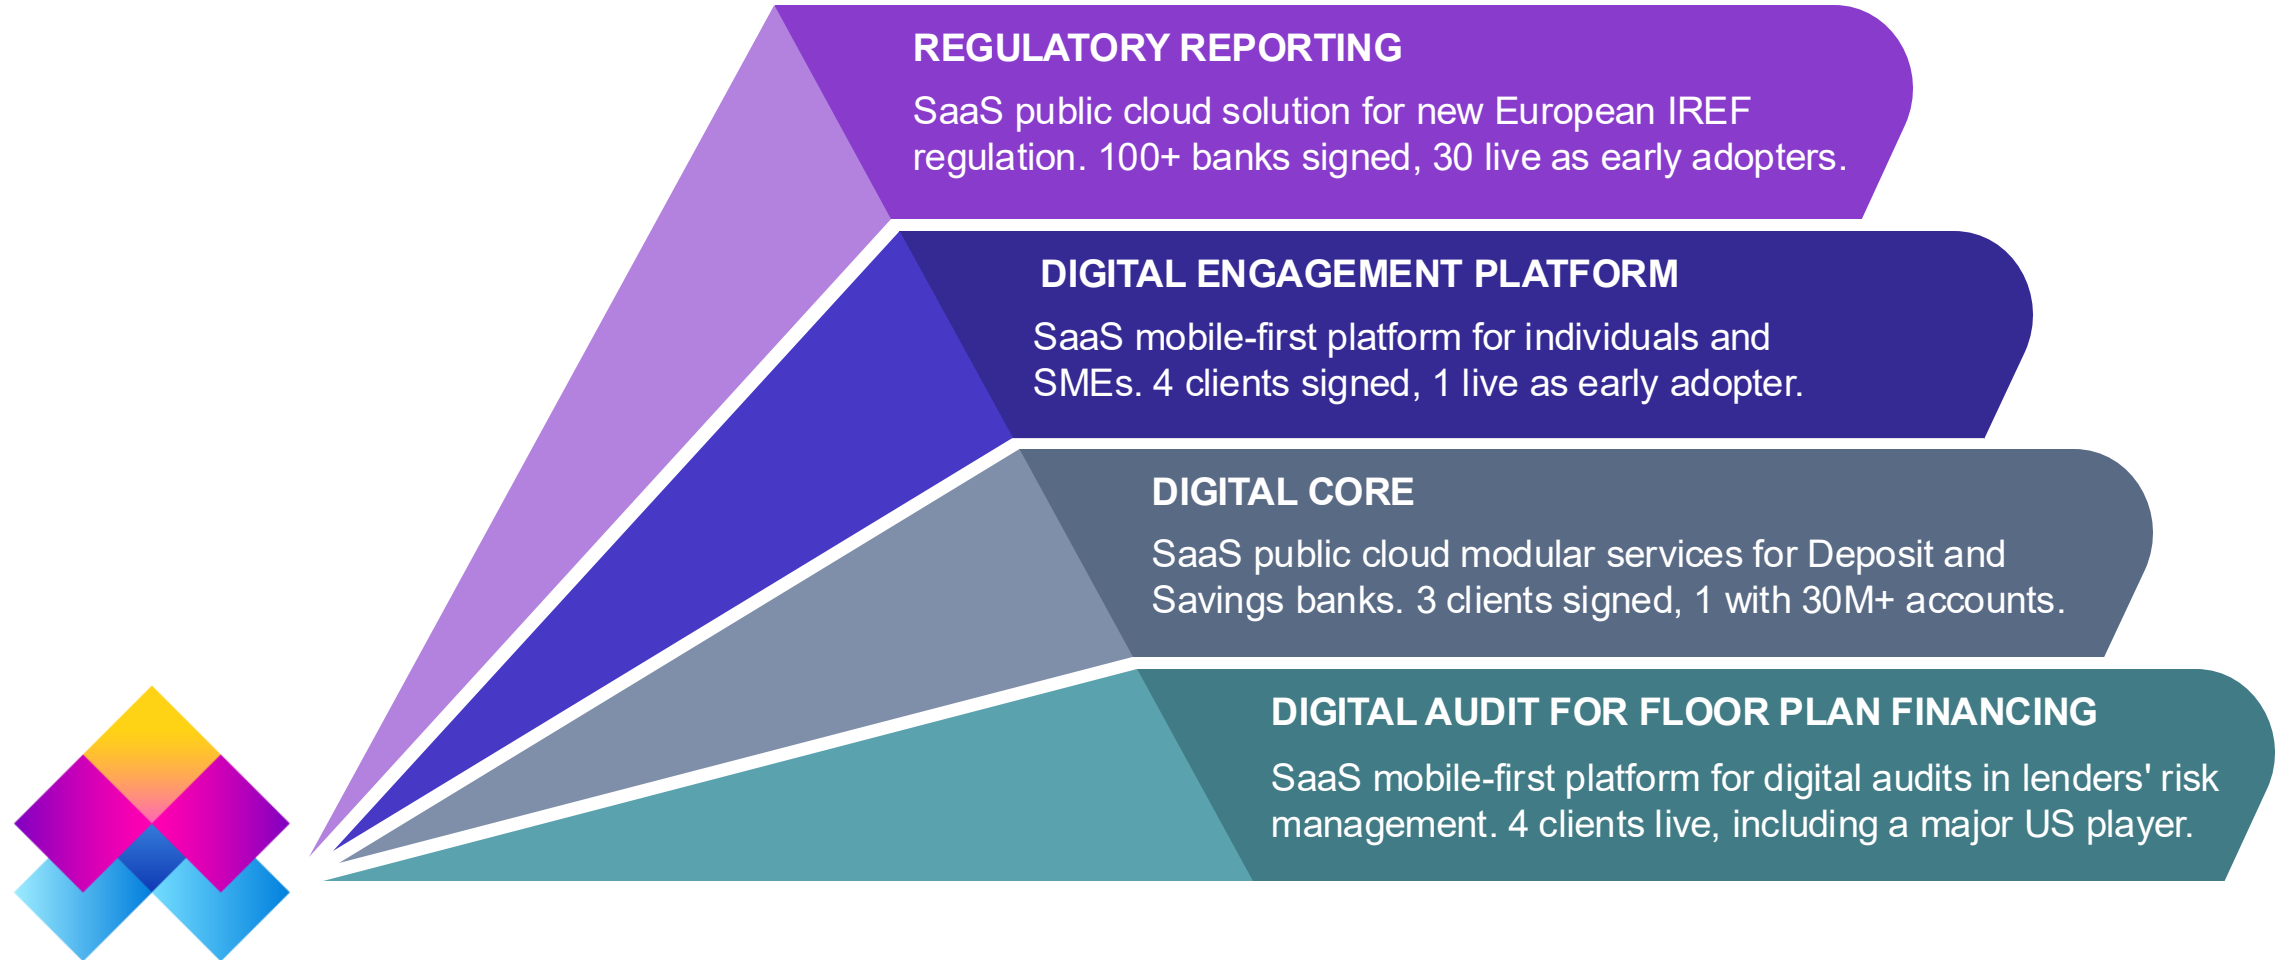 REGULATORY REPORTING
SaaS public cloud solution for new European IREF
regulation. 100+ banks signed, 30 live as early adopters.
DIGITAL ENGAGEMENT PLATFORM
SaaS mobile-first platform for individuals and
SMEs. 4 clients signed, 1 live as early adopter.
DIGITAL CORE
SaaS public cloud modular services for Deposit and
Savings banks. 3 clients signed, 1 with 30M+ accounts.
DIGITAL AUDIT FOR FLOOR PLAN FINANCING
SaaS mobile-first platform for digital audits in lenders' risk
management. 4 clients live, including a major US player.